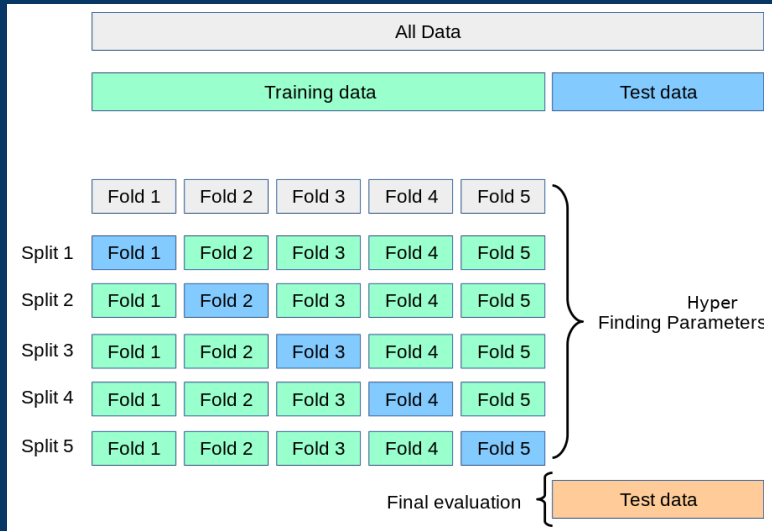 All Data
Training data Test data
Fold 1 Fold 2 Fold 3 Fold 4 Fold 5
Split 1 Fold 1 Fold 2 Fold 3 Fold 4 Fold 5
Split 2 Fold 1 Fold 2 Fold 3 Fold 4 Fold 5
Hyper
Finding Parameters
Split 3 Fold 1 Fold 2 Fold 3 Fold 4 Fold 5
Split 4 Fold 1 Fold 2 Fold 3 Fold 4 Fold 5
Split 5 Fold 1 Fold 2 Fold 3 Fold 4 Fold 5
Final evaluation Test data